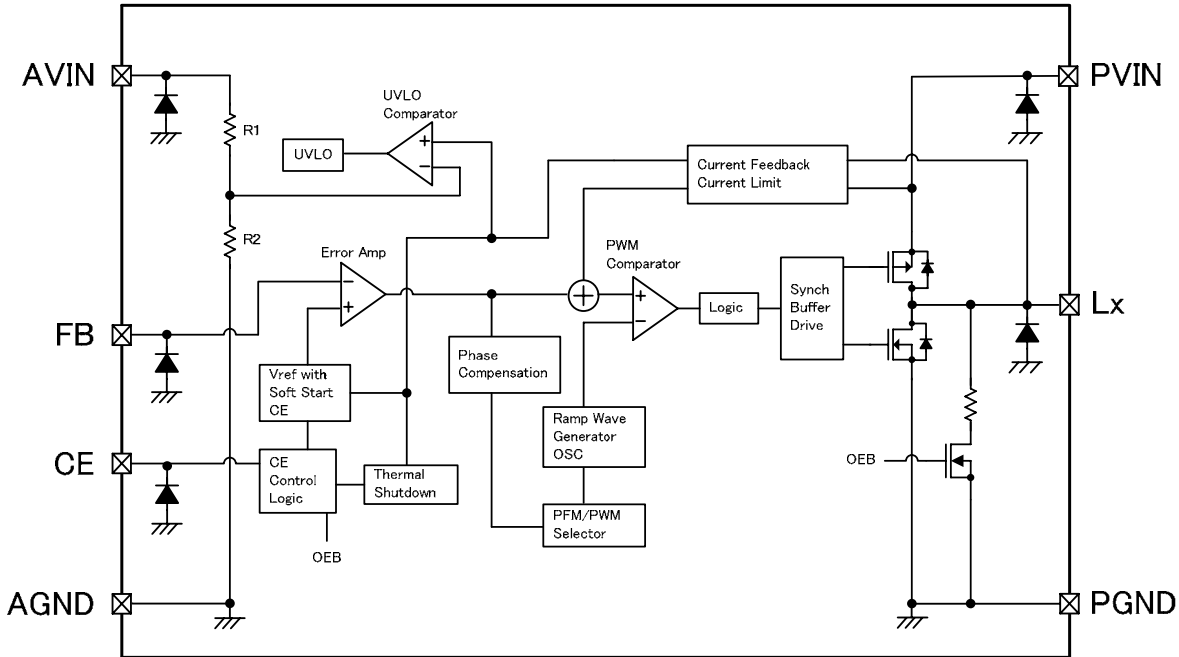 AVIN
PVIN
UVLO
Comparator
R1
+
UVLO
−
Current Feedback
Current Limit
R2
Error Amp
PWM
Comparator
−
+
+
+
−
Logic
Synch
Buffer
Drive
Lx
FB
Phase
Compensation
Vref with
Soft Start
CE
Ramp Wave
Generator
OSC
CE
CE
Control
Logic
Thermal
Shutdown
OEB
PFM/PWM
Selector
OEB
AGND
PGND